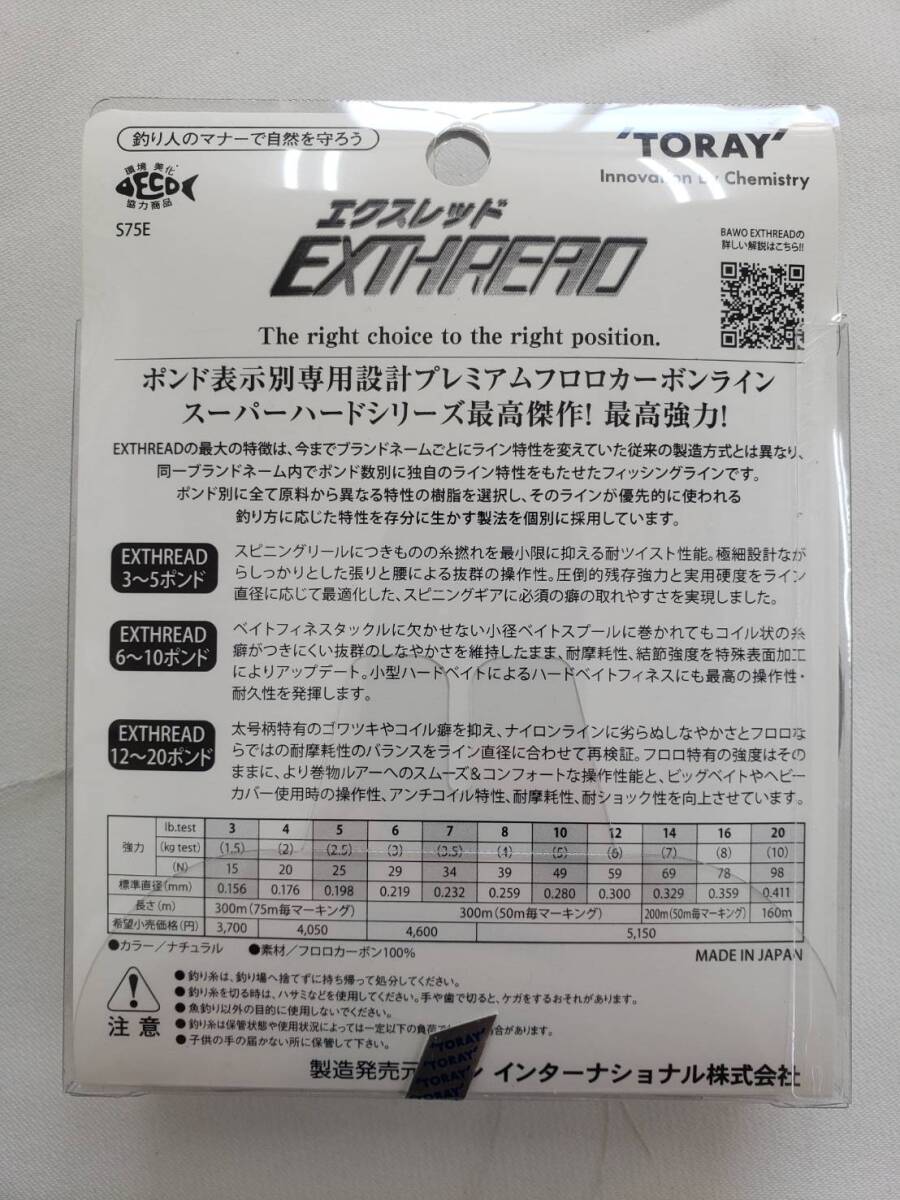 釣り人のマナーで自然を守ろう
環境 美化
ECO
協力商品
S75E
'TORAY'
Innovation By Chemistry
BAWO EXTHREADの
詳しい解説はこちら!!
エクスレッド
EXTHREAD
The right choice to the right position.
ポンド表示別専用設計プレミアムフロロカーボンライン
スーパーハードシリーズ最高傑作! 最高強力!
EXTHREADの最大の特徴は、今までブランドネームごとにライン特性を変えていた従来の製造方式とは異なり、
同一ブランドネーム内でポンド数別に独自のライン特性をもたせたフィッシングラインです。
ポンド別に全て原料から異なる特性の樹脂を選択し、そのラインが優先的に使われる
釣り方に応じた特性を存分に生かす製法を個別に採用しています。
EXTHREAD
3〜5ポンド
スピニングリールにつきものの糸撚れを最小限に抑える耐ツイスト性能。極細設計なが
らしっかりとした張りと腰による抜群の操作性。圧倒的残存強力と実用硬度をライン
直径に応じて最適化した、スピニングギアに必須の癖の取れやすさを実現しました。
EXTHREAD
6〜10ポンド
ベイトフィネスタックルに欠かせない小径ベイトスプールに巻かれてもコイル状の糸
癖がつきにくい抜群のしなやかさを維持したまま、耐摩耗性、結節強度を特殊表面加工
によりアップデート。小型ハードベイトによるハードベイトフィネスにも最高の操作性・
耐久性を発揮します。
EXTHREAD
12〜20ポンド
太号柄特有のゴワツキやコイル癖を抑え、ナイロンラインに劣らぬしなやかさとフロロな
らではの耐摩耗性のバランスをライン直径に合わせて再検証。フロロ特有の強度はその
ままに、より巻物ルアーへのスムーズ&コンフォートな操作性能と、ビッグベイトやヘビー
カバー使用時の操作性、アンチコイル特性、耐摩耗性、耐ショック性を向上させています。
強力 lb.test 3 4 5 6 7 8 10 12 14 16 20
(kg test) (1.5) (2) (2.5) (3) (3.5) (4) (5) (6) (7) (8) (10)
(N) 15 20 25 29 34 39 49 59 69 78 98
標準直径(mm) 0.156 0.176 0.198 0.219 0.232 0.259 0.280 0.300 0.329 0.359 0.411
長さ(m) 300m(75m毎マーキング) 300m(50m毎マーキング) 200m(50m毎マーキング) 160m
希望小売価格(円) 3,700 4,050 4,600 5,150
●カラー/ナチュラル ●素材/フロロカーボン100% MADE IN JAPAN
注意
●釣り糸は、釣り場へ捨てずに持ち帰って処分してください。
●釣り糸を切る時は、ハサミなどを使用してください。手や歯で切ると、ケガをするおそれがあります。
●魚釣り以外の目的に使用しないでください。
●釣り糸は保管状態や使用状況によっては一定以下の負荷で 場合があります。
●子供の手の届かない所に保管して下さい。
製造発売元 ン インターナショナル株式会社
'TORAY'
'TORAY'
'TORAY'
'TORAY'